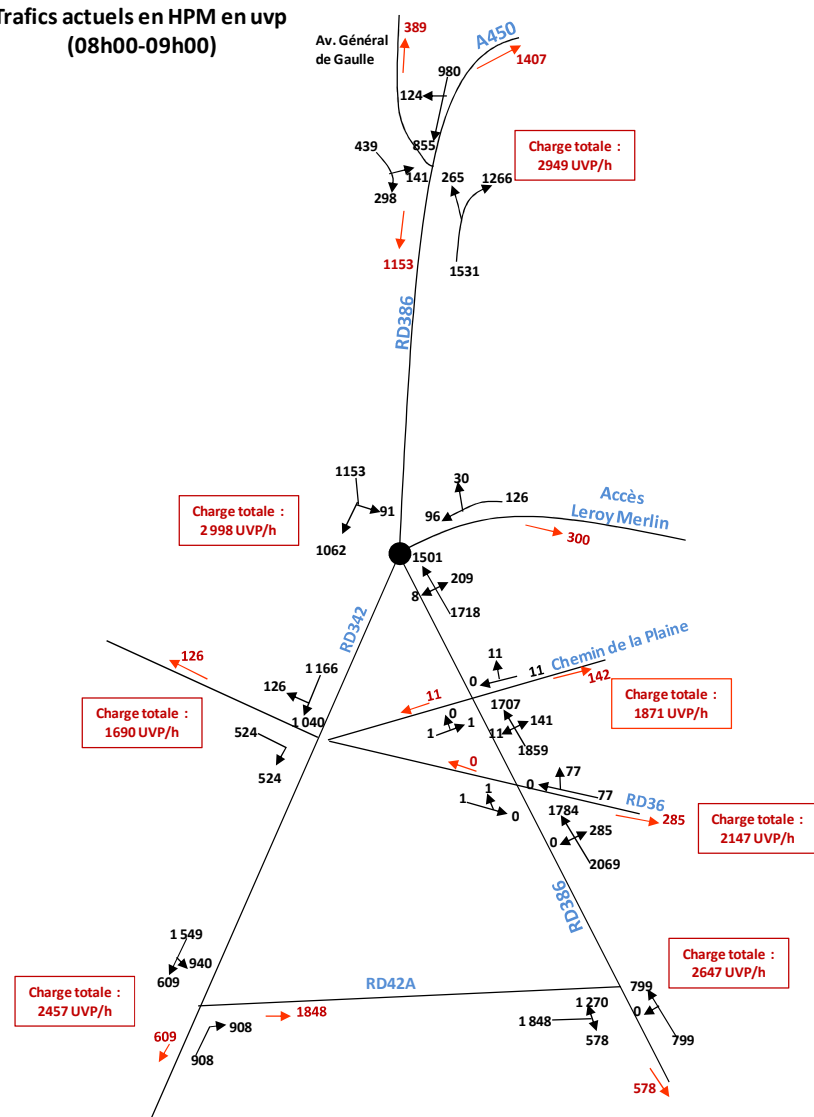 Trafics actuels en HPM en uvp
(08h00-09h00)
Av. Général
de Gaulle
389
A450
1407
980
124
855
439
141
298
265
1266
Charge totale :
2949 UVP/h
1153
1531
RD386
1153
91
1062
Charge totale :
2 998 UVP/h
30
126
96
Accès
Leroy Merlin
300
1501
209
8
1718
RD342
126
1 166
126
1 040
Charge totale :
1690 UVP/h
524
524
11
0
11
Chemin de la Plaine
142
11
0
1
1
1707
141
11
1859
Charge totale :
1871 UVP/h
0
77
0
77
RD36
285
1
1
0
1784
285
0
2069
Charge totale :
2147 UVP/h
RD386
1 549
940
609
Charge totale :
2457 UVP/h
RD42A
Charge totale :
2647 UVP/h
609
908
908
1848
1 270
1 848
578
799
0
799
578